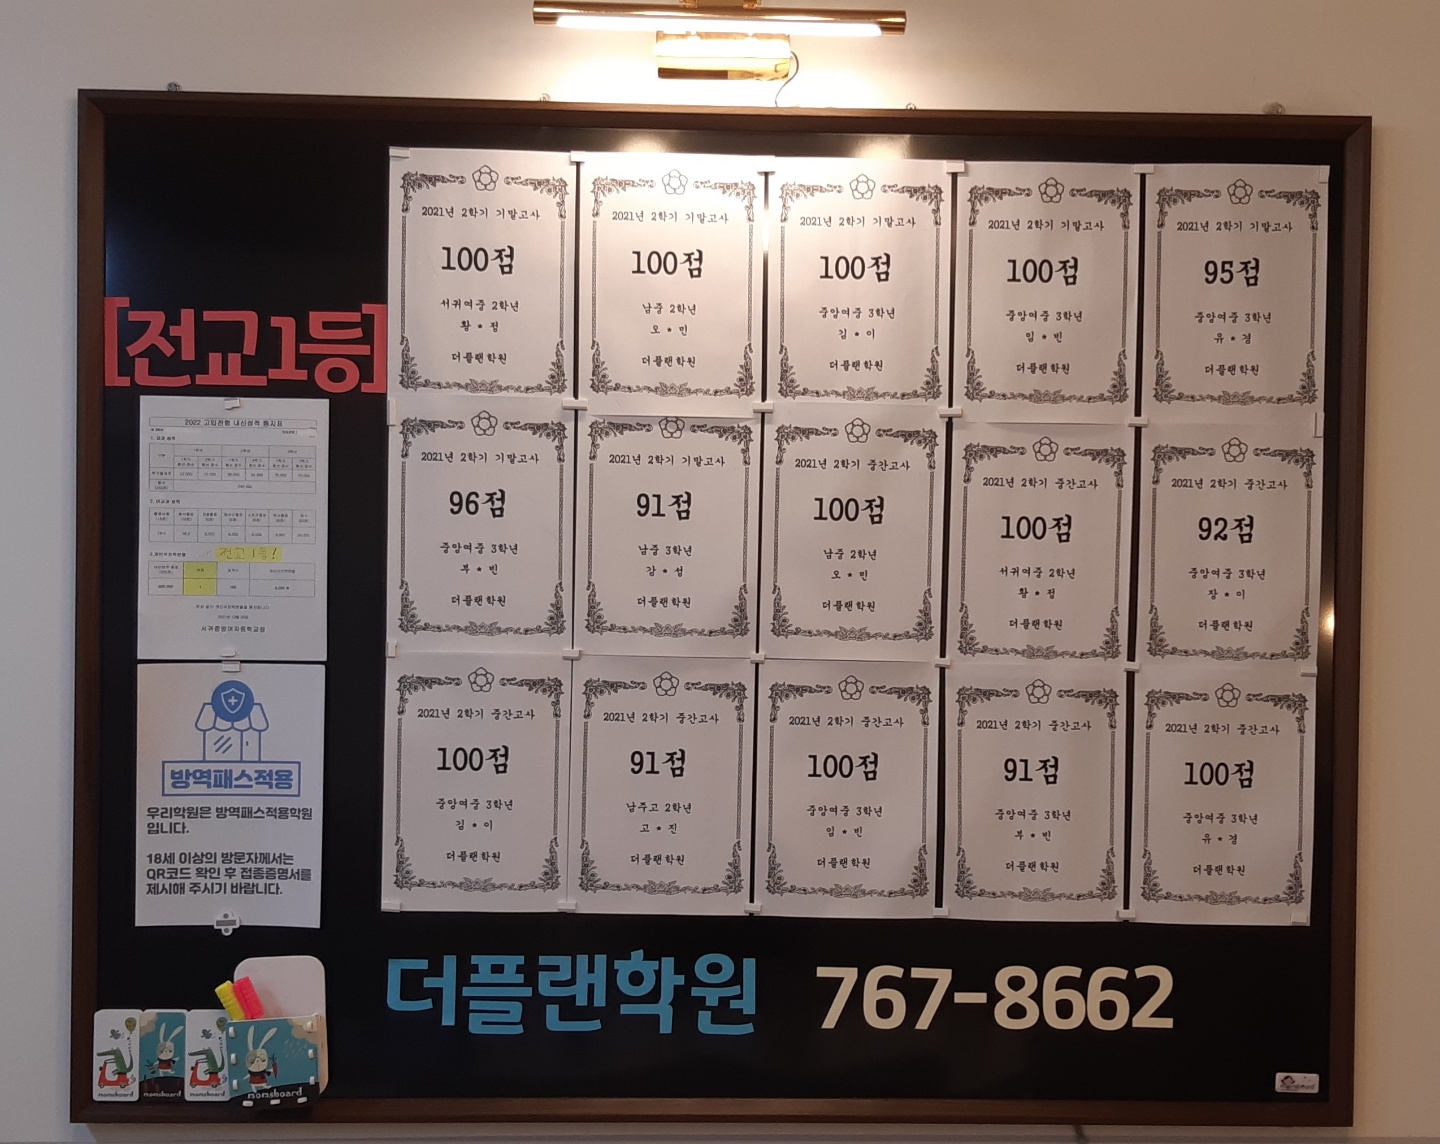 [전교1등]
2022 고입전형 내신성적 통지표
전교 1등!
서귀중앙여자중학교장
방역패스적용
우리학원은 방역패스적용학원
입니다.
18세 이상의 방문자께서는
QR코드 확인 후 접종증명서를
제시해 주시기 바랍니다.
2021년 2학기 기말고사
100점
서귀여중 2학년
황 * 정
더플랜학원
2021년 2학기 기말고사
100점
남중 2학년
오 * 민
더플랜학원
2021년 2학기 기말고사
100점
중앙여중 3학년
김 * 이
더플랜학원
2021년 2학기 기말고사
100점
중앙여중 3학년
임 * 빈
더플랜학원
2021년 2학기 기말고사
95점
중앙여중 3학년
유 * 경
더플랜학원
2021년 2학기 기말고사
96점
중앙여중 3학년
부 * 빈
더플랜학원
2021년 2학기 기말고사
91점
남중 3학년
강 * 섭
더플랜학원
2021년 2학기 중간고사
100점
남중 2학년
오 * 민
더플랜학원
2021년 2학기 중간고사
100점
서귀여중 2학년
황 * 정
더플랜학원
2021년 2학기 중간고사
92점
중앙여중 3학년
장 * 이
더플랜학원
2021년 2학기 중간고사
100점
중앙여중 3학년
김 * 이
더플랜학원
2021년 2학기 중간고사
91점
남주고 2학년
고 * 진
더플랜학원
2021년 2학기 중간고사
100점
중앙여중 3학년
임 * 빈
더플랜학원
2021년 2학기 중간고사
91점
중앙여중 3학년
부 * 빈
더플랜학원
2021년 2학기 중간고사
100점
중앙여중 3학년
유 * 경
더플랜학원
더플랜학원 767-8662
momsboard momsboard momsboard momsboard